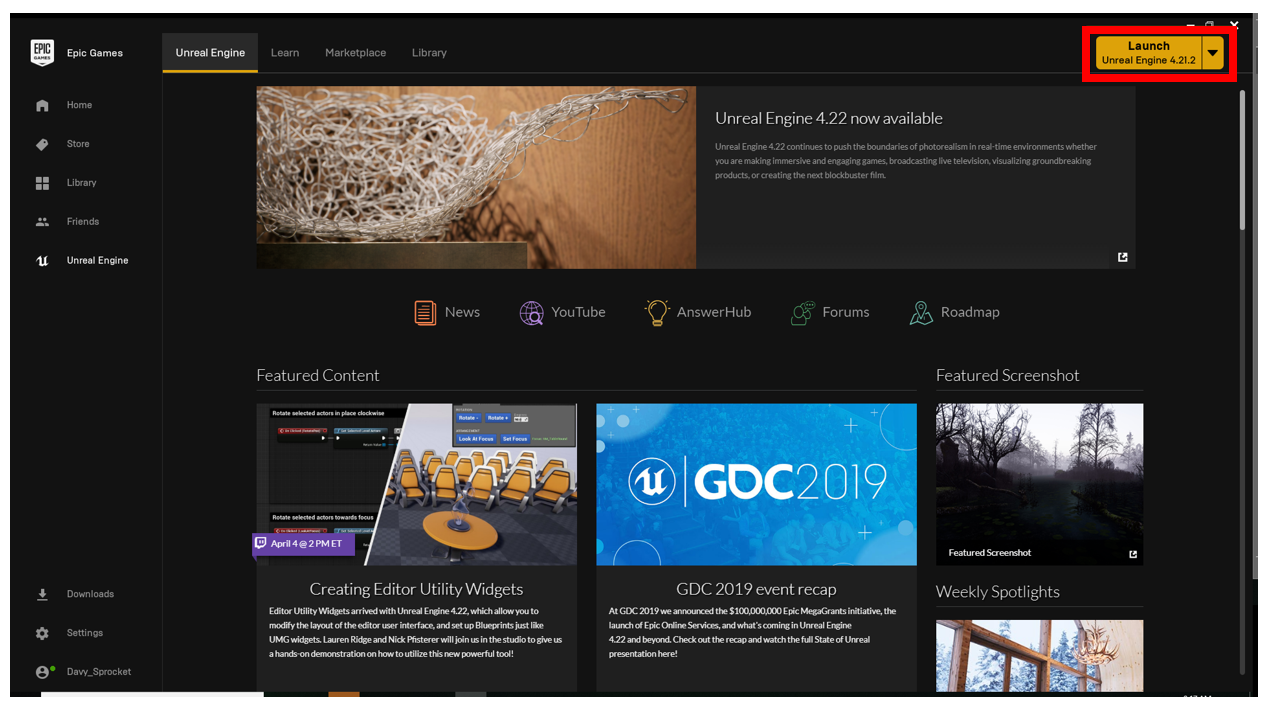 EPIC
GAMES
Epic Games
Unreal Engine
Learn
Marketplace
Library
Launch
Unreal Engine 4.21.2
Home
Store
Library
Friends
Unreal Engine
Downloads
Settings
Davy_Sprocket
Unreal Engine 4.22 now available
Unreal Engine 4.22 continues to push the boundaries of photorealism in real-time environments whether
you are making immersive and engaging games, broadcasting live television, visualizing groundbreaking
products, or creating the next blockbuster film.
News
YouTube
AnswerHub
Forums
Roadmap
Featured Content
Rotate selected actors in place clockwise
Rotate -
Rotate +
Look At Focus
Set Focus
Rotate selected actors towards focus
April 4 @ 2 PM ET
Creating Editor Utility Widgets
Editor Utility Widgets arrived with Unreal Engine 4.22, which allow you to
modify the layout of the editor user interface, and set up Blueprints just like
UMG widgets. Lauren Ridge and Nick Pfisterer will join us in the studio to give us
a hands-on demonstration on how to utilize this new powerful tool!
GDC2019
GDC 2019 event recap
At GDC 2019 we announced the $100,000,000 Epic MegaGrants initiative, the
launch of Epic Online Services, and what's coming in Unreal Engine
4.22 and beyond. Check out the recap and watch the full State of Unreal
presentation here!
Featured Screenshot
Featured Screenshot
Weekly Spotlights